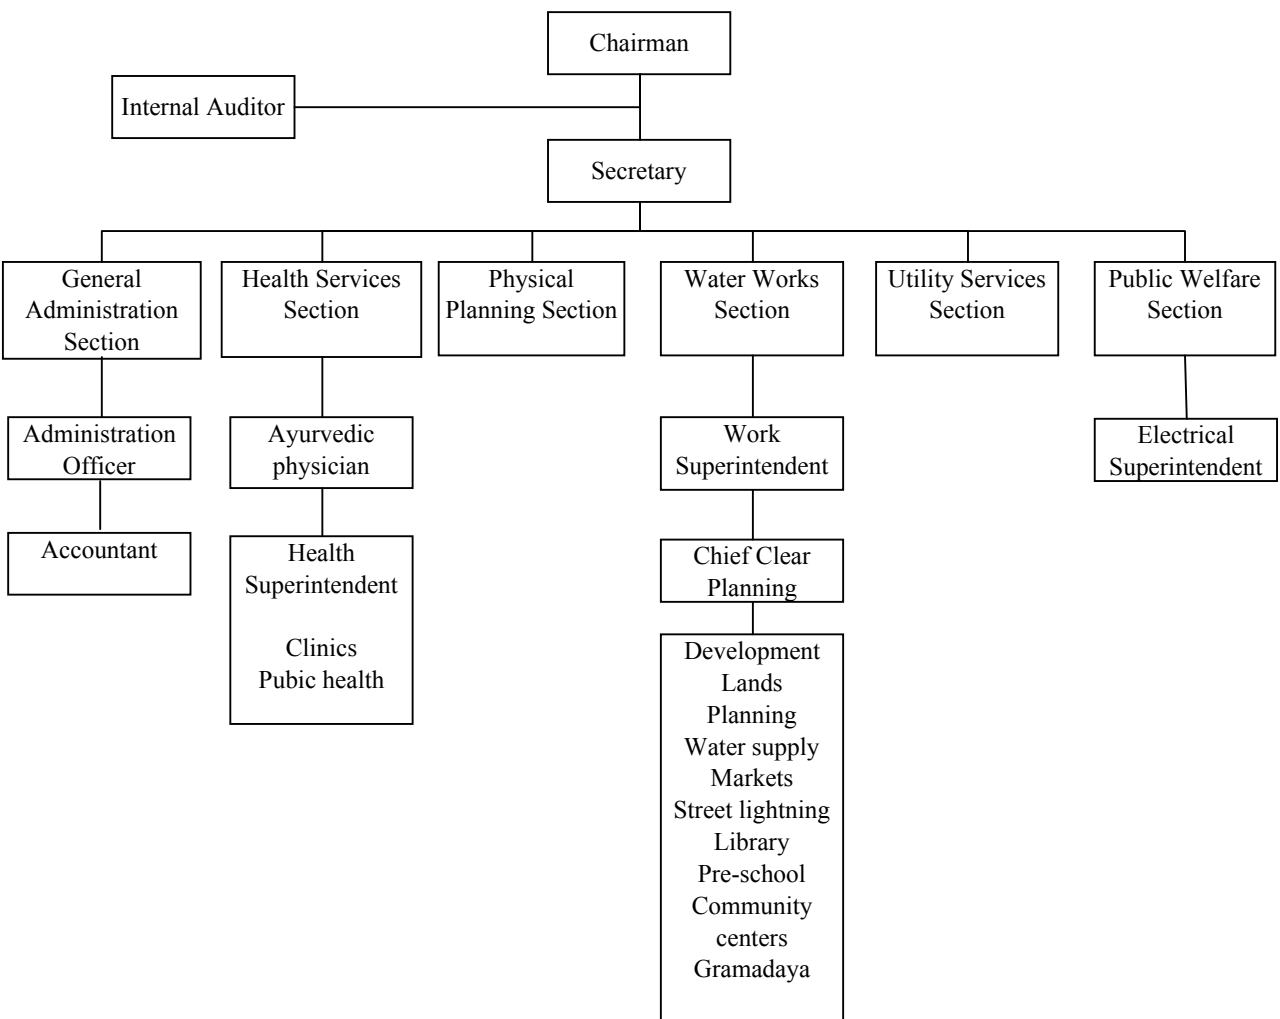 Chairman
Internal Auditor
Secretary
General
Administration
Section
Health Services
Section
Physical
Planning Section
Water Works
Section
Utility Services
Section
Public Welfare
Section
Administration
Officer
Ayurvedic
physician
Work
Superintendent
Electrical
Superintendent
Accountant
Health
Superintendent
Clinics
Pubic health
Chief Clear
Planning
Development
Lands
Planning
Water supply
Markets
Street lightning
Library
Pre-school
Community
centers
Gramadaya